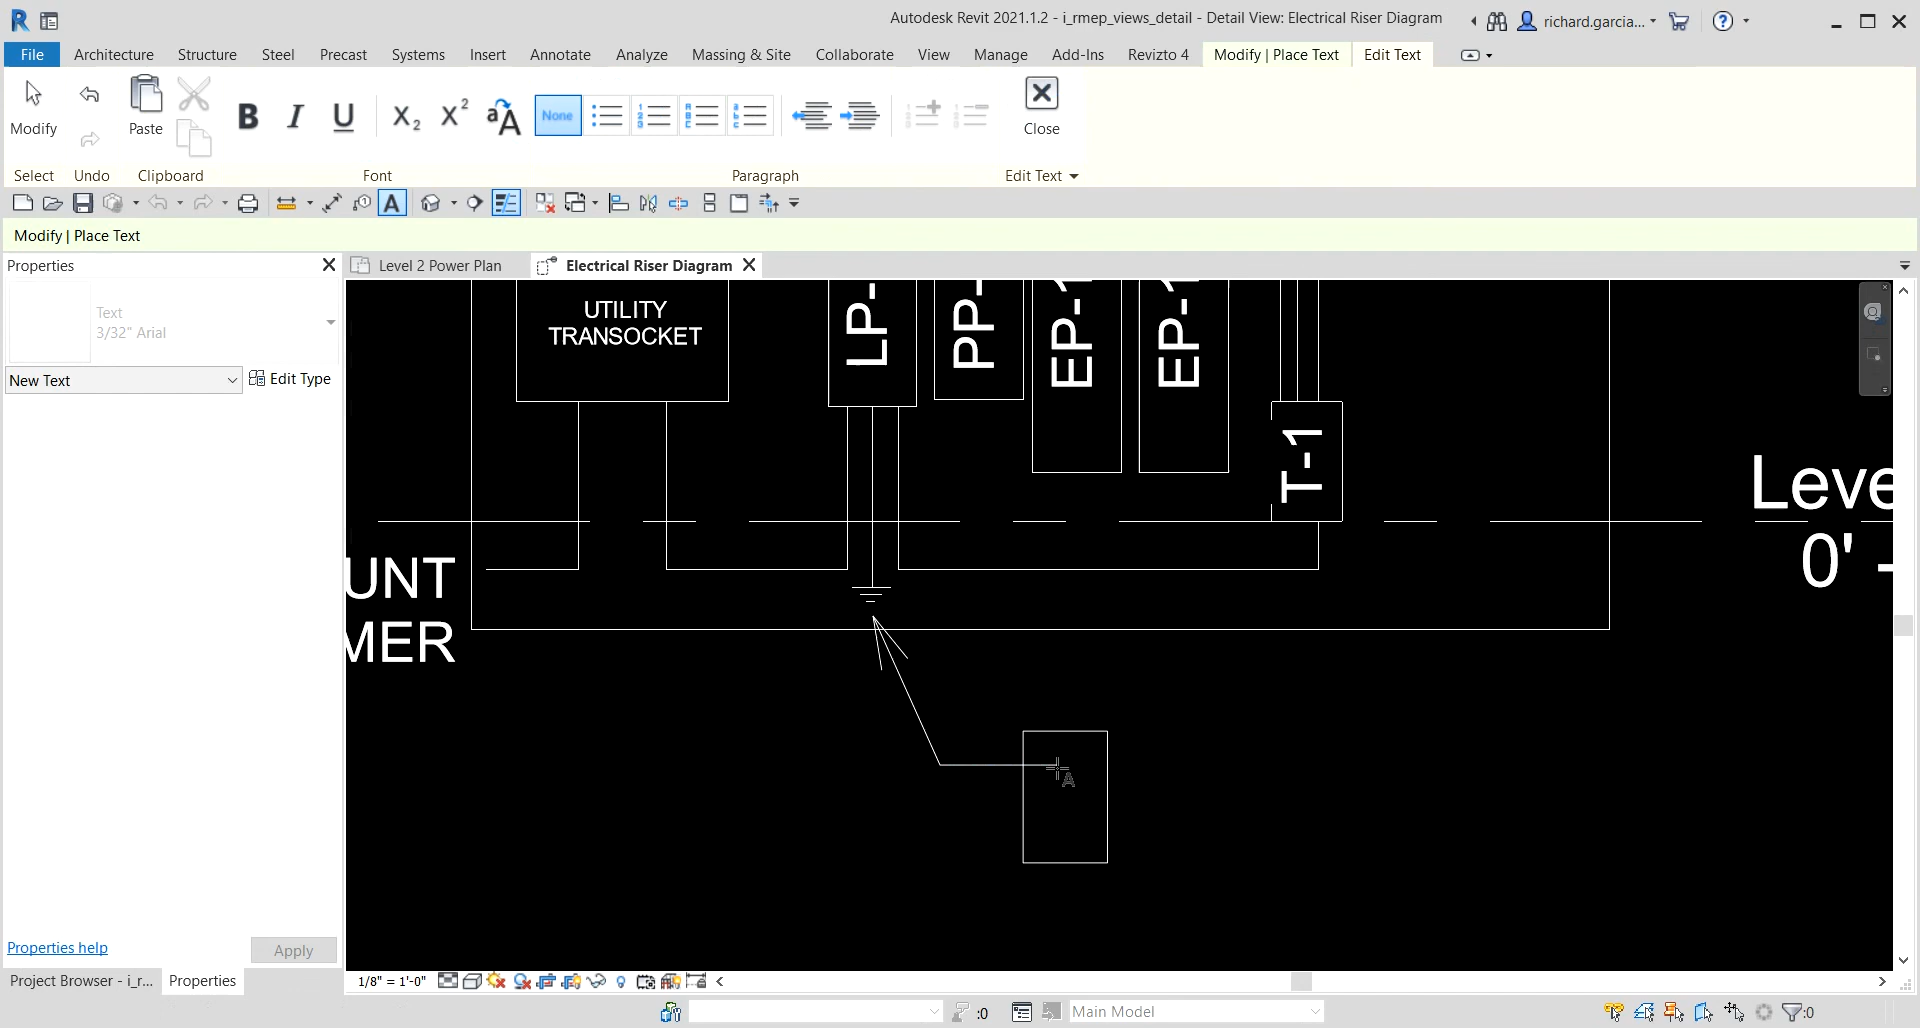 Autodesk Revit 2021.1.2 - i_rmep_views_detail - Detail View: Electrical Riser Diagram
richard.garcia...
File Architecture Structure Steel Precast Systems Insert Annotate Analyze Massing & Site Collaborate View Manage Add-Ins Revizto 4 Modify | Place Text Edit Text
None
Modify Paste Close
Select Undo Clipboard Font Paragraph Edit Text
Modify | Place Text
Properties
Level 2 Power Plan Electrical Riser Diagram
Text
3/32" Arial
New Text Edit Type
UTILITY
TRANSOCKET
LP-
PP-
EP-1
EP-1
T-1
Leve
0' -
UNT
MER
Properties help Apply
Project Browser - i_r... Properties
1/8" = 1'-0"
:0 Main Model :0